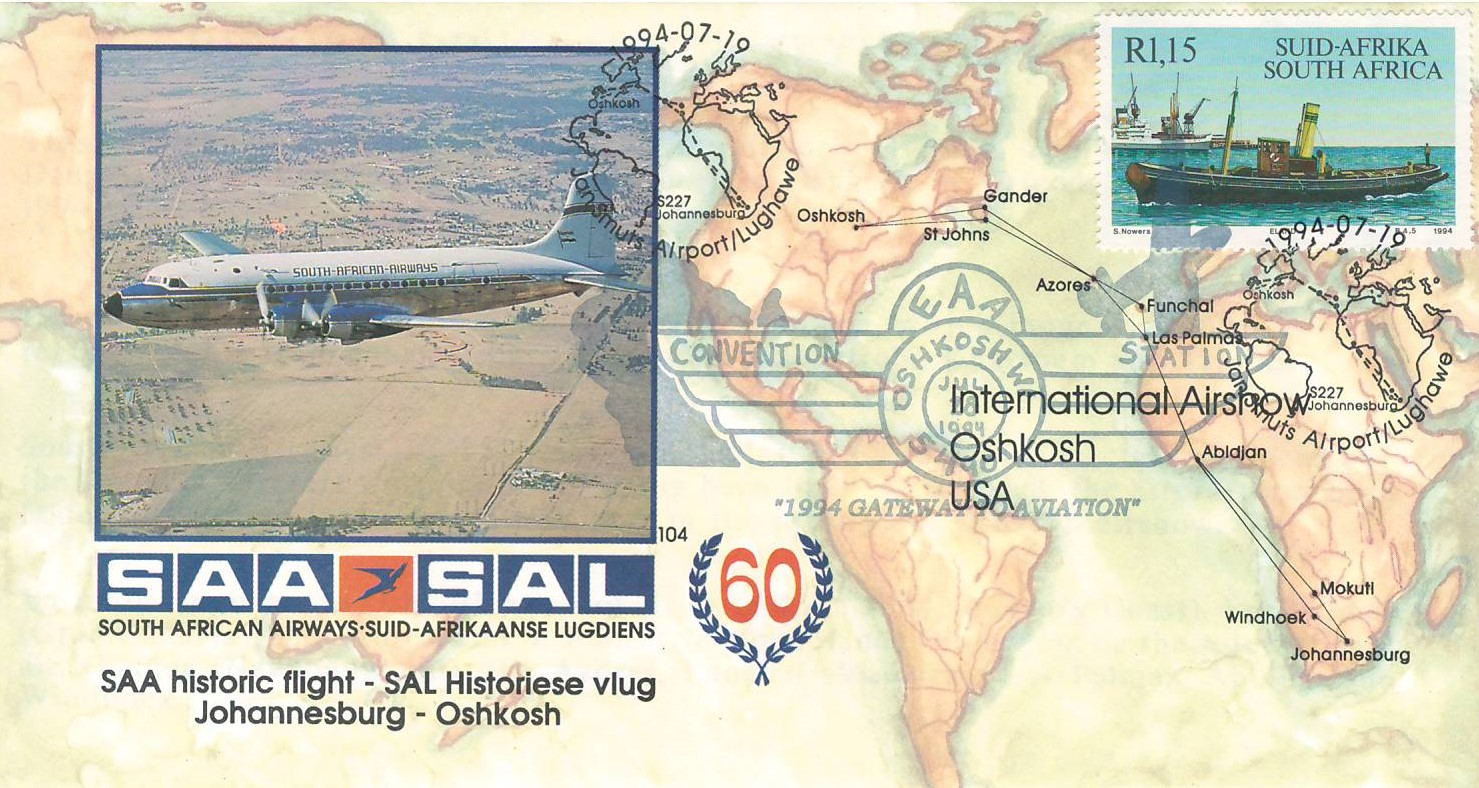 1994-07-19
Oshkosh
S227
Johannesburg
Jan Smuts Airport/Lughawe
R1,15
SUID-AFRIKA
SOUTH AFRICA
S. Nowers
4.5
1994
1994-07-19
Oshkosh
S227
Johannesburg
Jan Smuts Airport/Lughawe
SOUTH-AFRICAN-AIRWAYS
Oshkosh
Gander
St Johns
Azores
Funchal
Las Palmas
Abidjan
Mokuti
Windhoek
Johannesburg
EAA
CONVENTION STATION
OSHKOSH WI
1994
International Airshow
Oshkosh
USA
"1994 GATEWAY TO AVIATION"
104
60
SAA SAL
SOUTH AFRICAN AIRWAYS·SUID-AFRIKAANSE LUGDIENS
SAA historic flight - SAL Historiese vlug
Johannesburg - Oshkosh